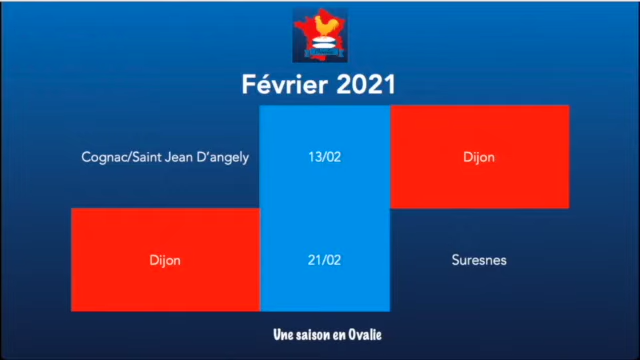 Février 2021
Cognac/Saint Jean D'angely 13/02 Dijon
Dijon 21/02 Suresnes
Une saison en Ovalie